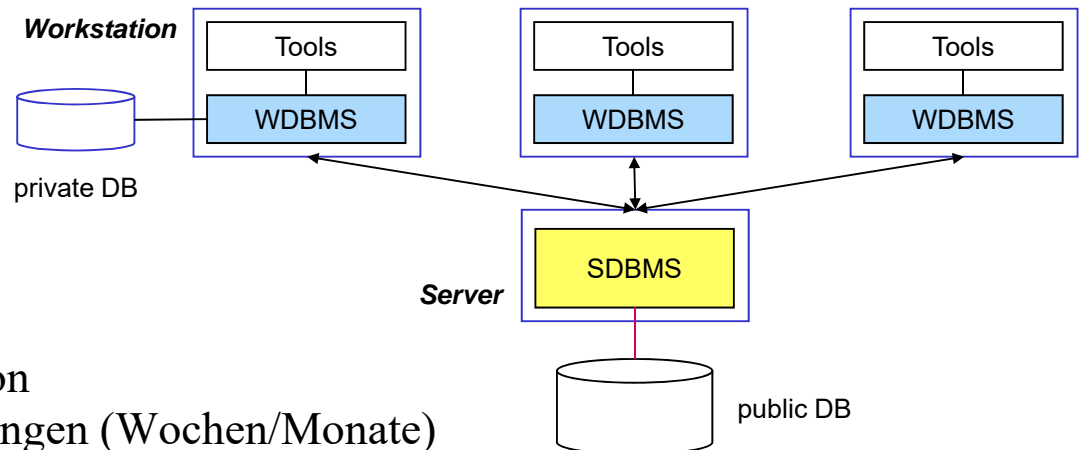 Workstation
Tools
Tools
Tools
WDBMS
WDBMS
WDBMS
private DB
SDBMS
Server
public DB
on
ngen (Wochen/Monate)